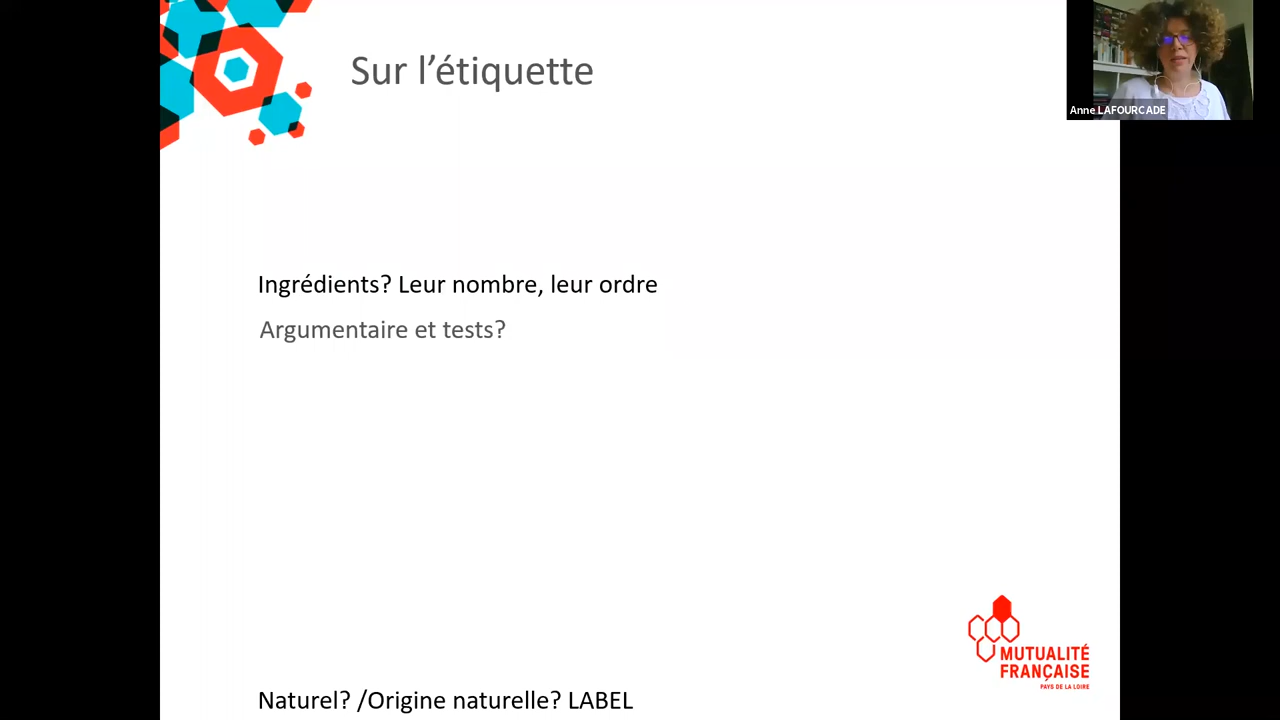 Sur l’étiquette
Anne LAFOURCADE
Ingrédients? Leur nombre, leur ordre
Argumentaire et tests?
MUTUALITÉ
FRANÇAISE
PAYS DE LA LOIRE
Naturel? /Origine naturelle? LABEL